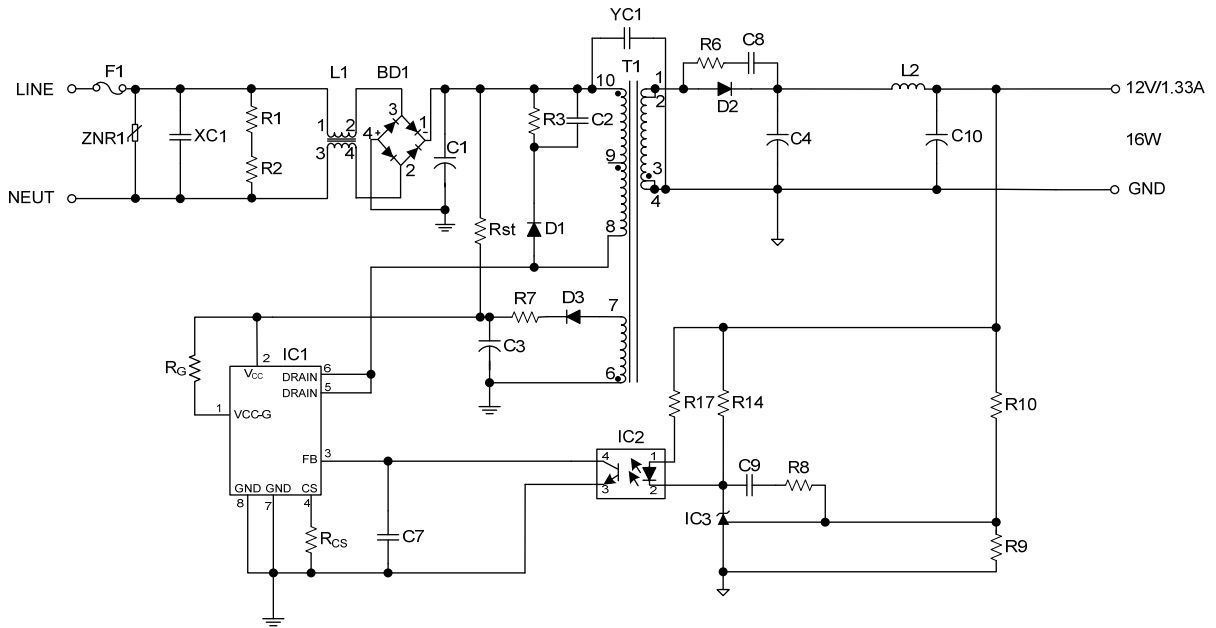 YC1
F1
LINE
L1
BD1
10
T1
1
2
R6
C8
D2
L2
12V/1.33A
ZNR1
XC1
R1
R2
1
2
3
4
3
4
+
1
-
2
C1
R3
C2
9
8
C4
C10
16W
3
4
NEUT
GND
Rst
D1
R7
D3
7
C3
6
RG
2
IC1
VCC
DRAIN
6
DRAIN
5
1
VCC-G
FB
3
GND
GND
CS
8
7
4
RCS
C7
IC2
4
3
1
2
R17
R14
R10
C9
R8
IC3
R9